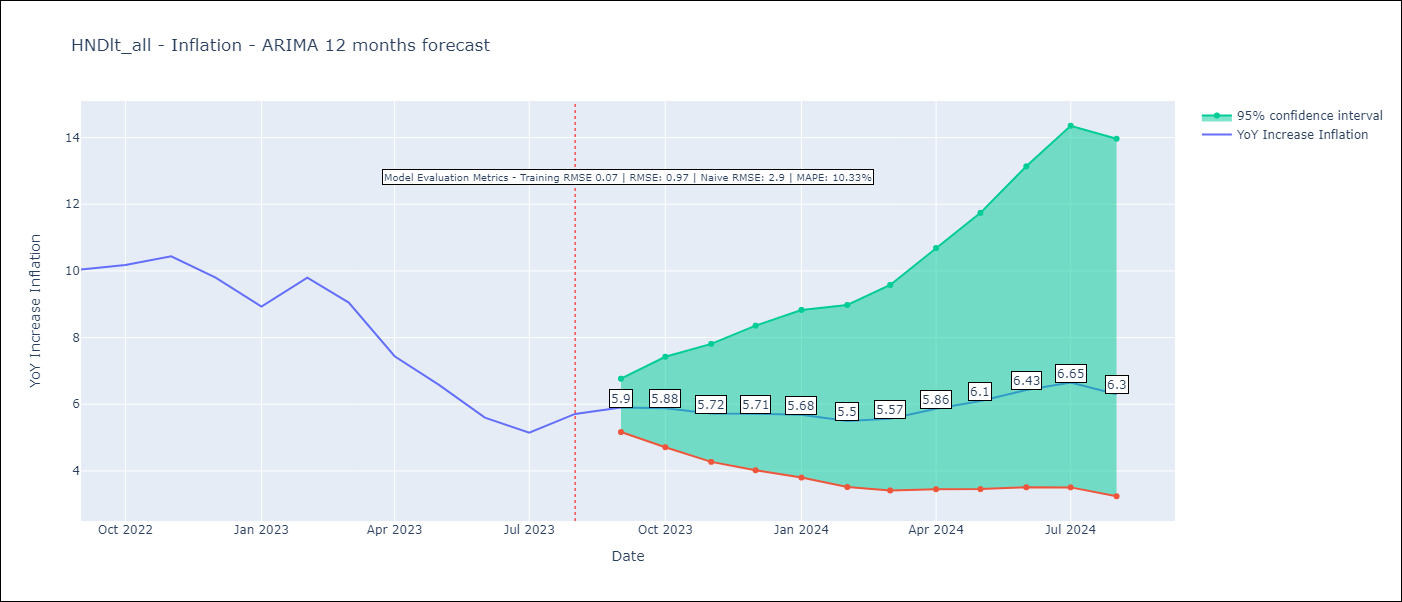 HNDlt_all - Inflation - ARIMA 12 months forecast
95% confidence interval
YoY Increase Inflation
Model Evaluation Metrics - Training RMSE 0.07 | RMSE: 0.97 | Naive RMSE: 2.9 | MAPE: 10.33%
YoY Increase Inflation
14
12
10
8
6
4
5.9
5.88
5.72
5.71
5.68
5.5
5.57
5.86
6.1
6.43
6.65
6.3
Oct 2022
Jan 2023
Apr 2023
Jul 2023
Oct 2023
Jan 2024
Apr 2024
Jul 2024
Date